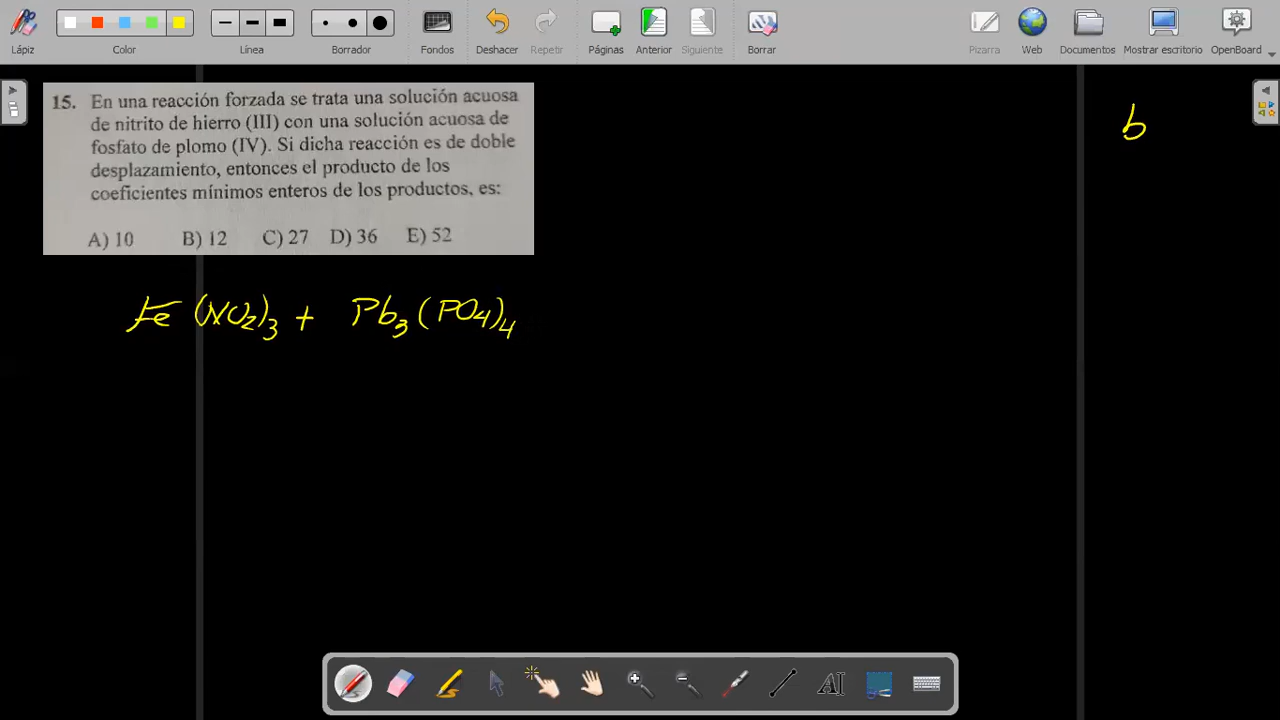 Lápiz Color Línea Borrador Fondos Deshacer Repetir Páginas Anterior Siguiente Borrar Pizarra Web Documentos Mostrar escritorio OpenBoard
15. En una reacción forzada se trata una solución acuosa
de nitrito de hierro (III) con una solución acuosa de
fosfato de plomo (IV). Si dicha reacción es de doble
desplazamiento, entonces el producto de los
coeficientes mínimos enteros de los productos, es:
A) 10 B) 12 C) 27 D) 36 E) 52
b
Fe (NO2)3 + Pb3 (PO4)4
AI